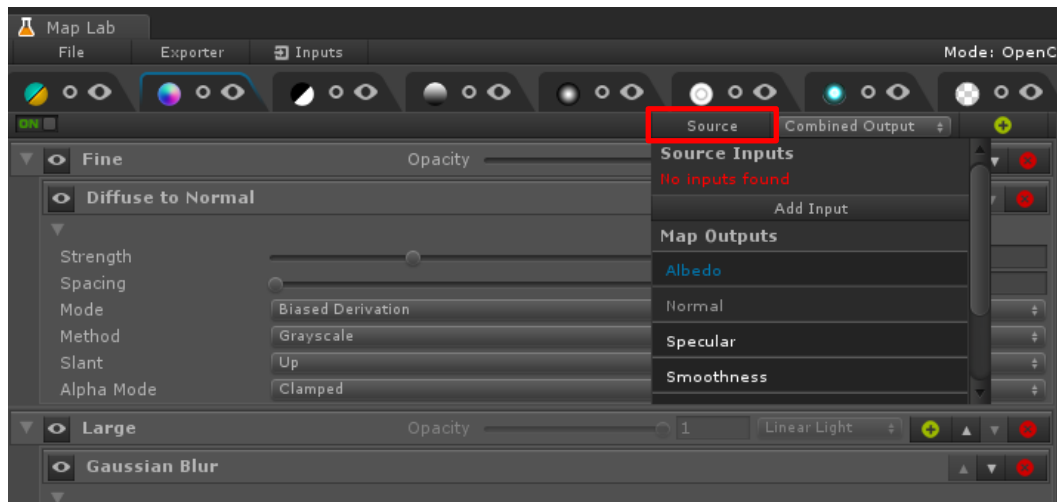 Map Lab
File Exporter Inputs Mode: OpenC
ON Source Combined Output
Fine Opacity Source Inputs
No inputs found
Diffuse to Normal
Add Input
Map Outputs
Strength
Albedo
Spacing
Mode Biased Derivation Normal
Method Grayscale Specular
Slant Up
Smoothness
Alpha Mode Clamped
Large Opacity 1 Linear Light
Gaussian Blur